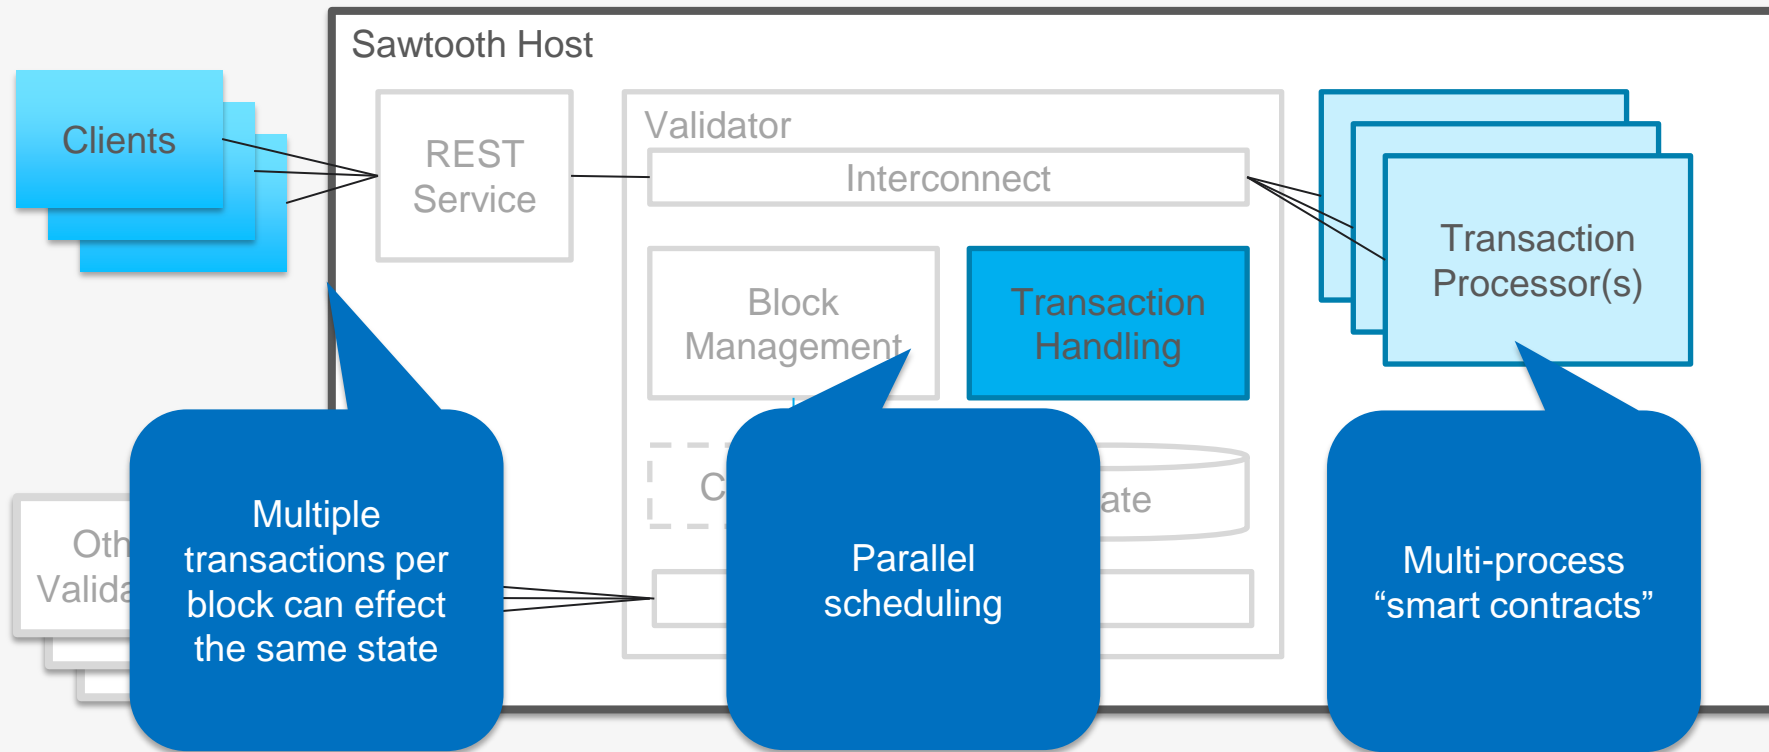 Sawtooth Host
Clients
REST
Service
Validator
Interconnect
Block
Management
Transaction
Handling
Transaction
Processor(s)
Multiple
transactions per
block can effect
the same state
Parallel
scheduling
Multi-process
“smart contracts”